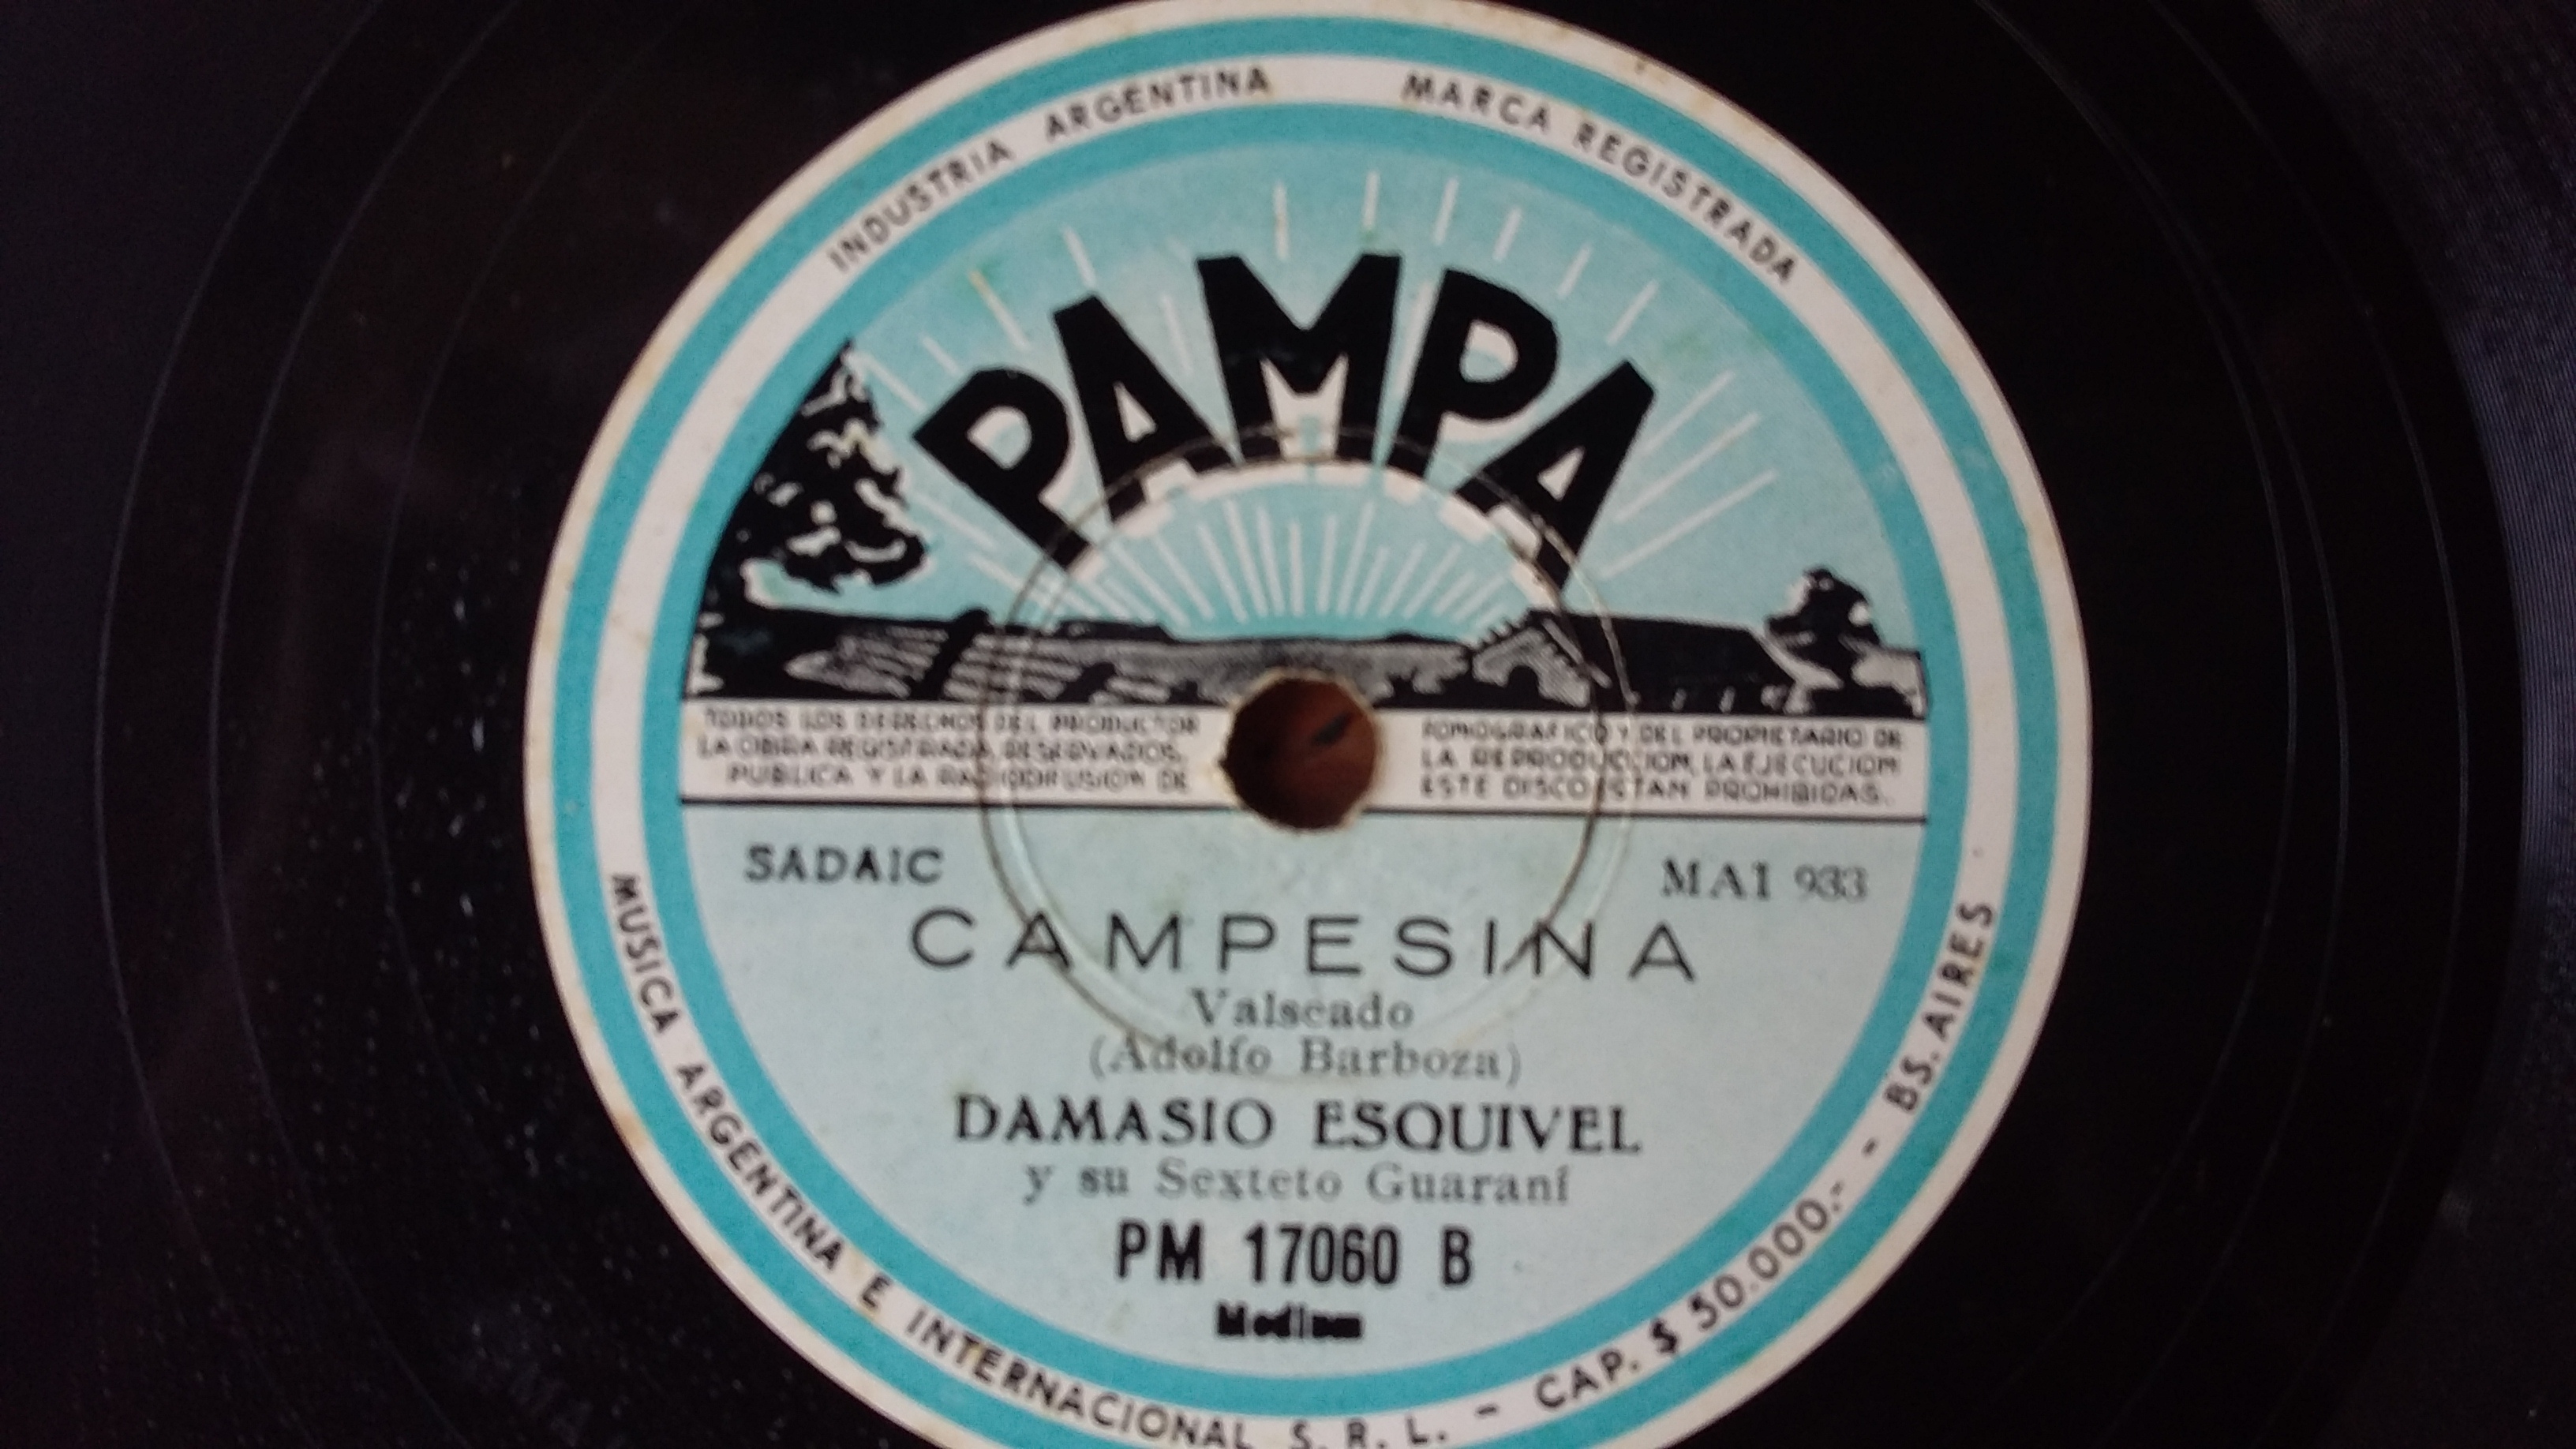 INDUSTRIA ARGENTINA
MARCA REGISTRADA
PAMPA
TODOS LOS DERECHOS DEL PRODUCTOR FONOGRAFICO Y DEL PROPIETARIO DE
LA OBRA REGISTRADA, RESERVADOS. LA REPRODUCCION, LA EJECUCION
PUBLICA Y LA RADIODIFUSION DE ESTE DISCO ESTAN PROHIBIDAS.
SADAIC
MAI 933
CAMPESINA
Valseado
(Adolfo Barboza)
DAMASIO ESQUIVEL
y su Sexteto Guaraní
PM 17060 B
Medium
MUSICA ARGENTINA E INTERNACIONAL S. R. L. - CAP. $ 50.000.- - BS. AIRES